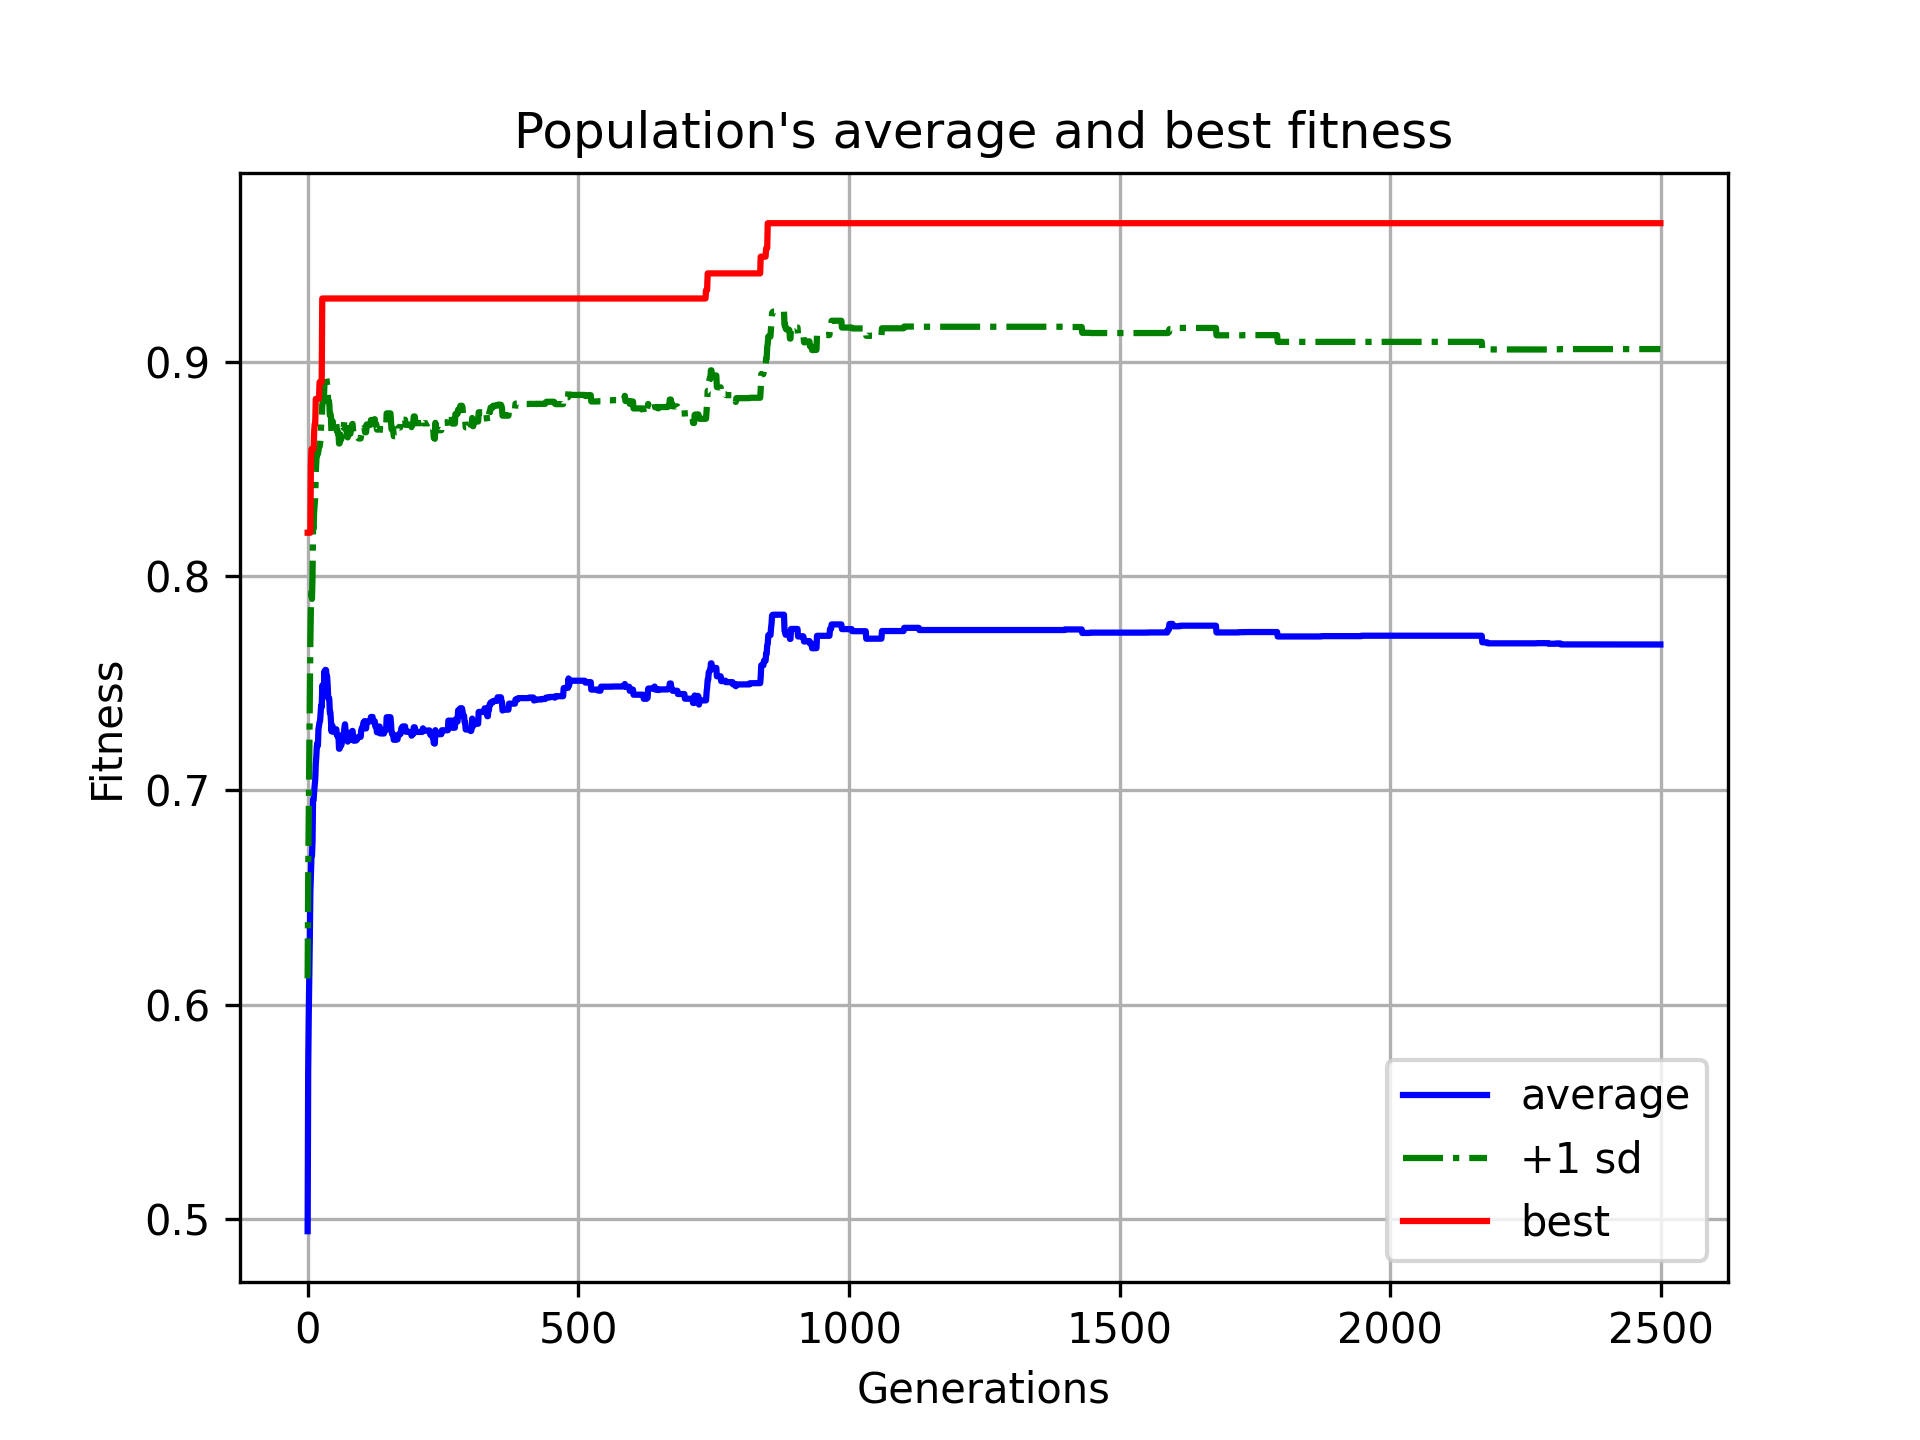 Population's average and best fitness
Fitness
0.9
0.8
0.7
0.6
0.5
0 500 1000 1500 2000 2500
Generations
average
+1 sd
best